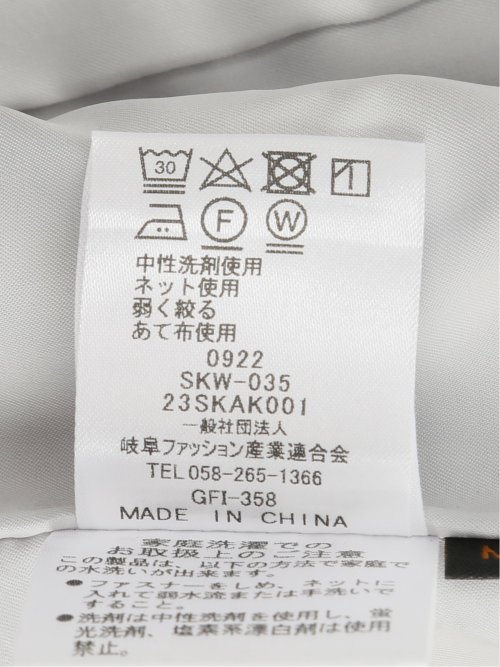 30
F W
中性洗剤使用
ネット使用
弱く絞る
あて布使用
0922
SKW-035
23SKAK001
一般社団法人
岐阜ファッション産業連合会
TEL 058-265-1366
GFI-358
MADE IN CHINA
家庭洗濯での
お取扱上のご注意
この製品は、以下の方法で家庭で
の水洗いが出来ます。
●ファスナーをしめ、ネットに
入れて弱水流または手洗いで
すること。
●洗剤は中性洗剤を使用し、蛍
光洗剤、塩素系漂白剤は使用
禁止。